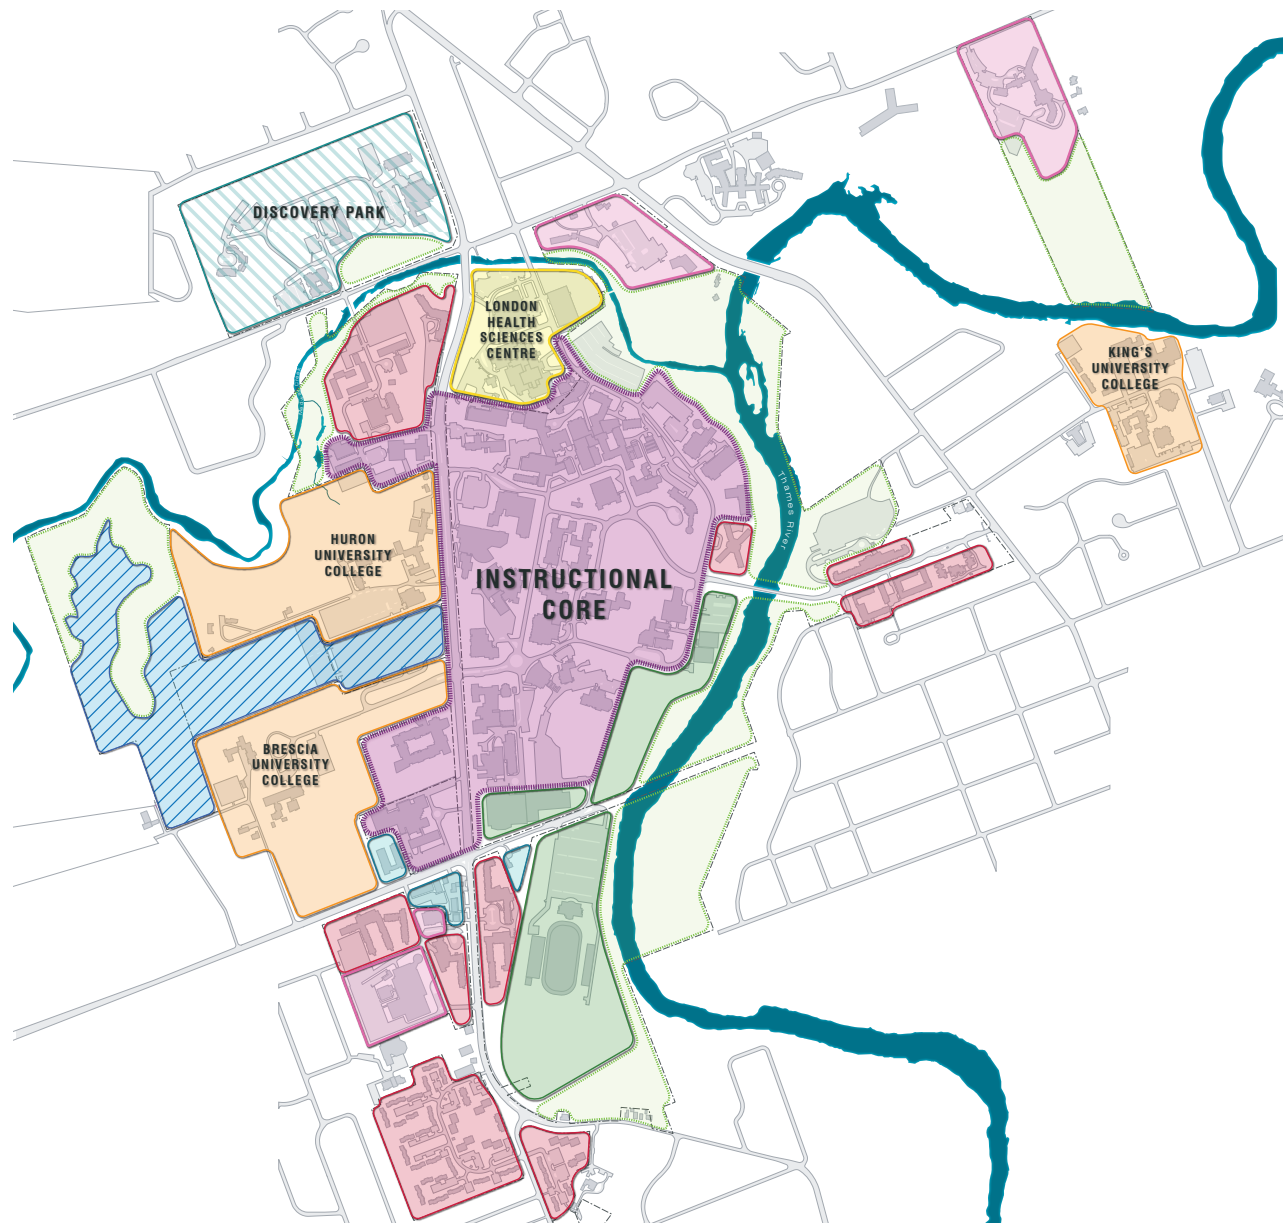 DISCOVERY PARK
LONDON
HEALTH
SCIENCES
CENTRE
KING'S
UNIVERSITY
COLLEGE
Thames River
HURON
UNIVERSITY
COLLEGE
INSTRUCTIONAL
CORE
BRESCIA
UNIVERSITY
COLLEGE